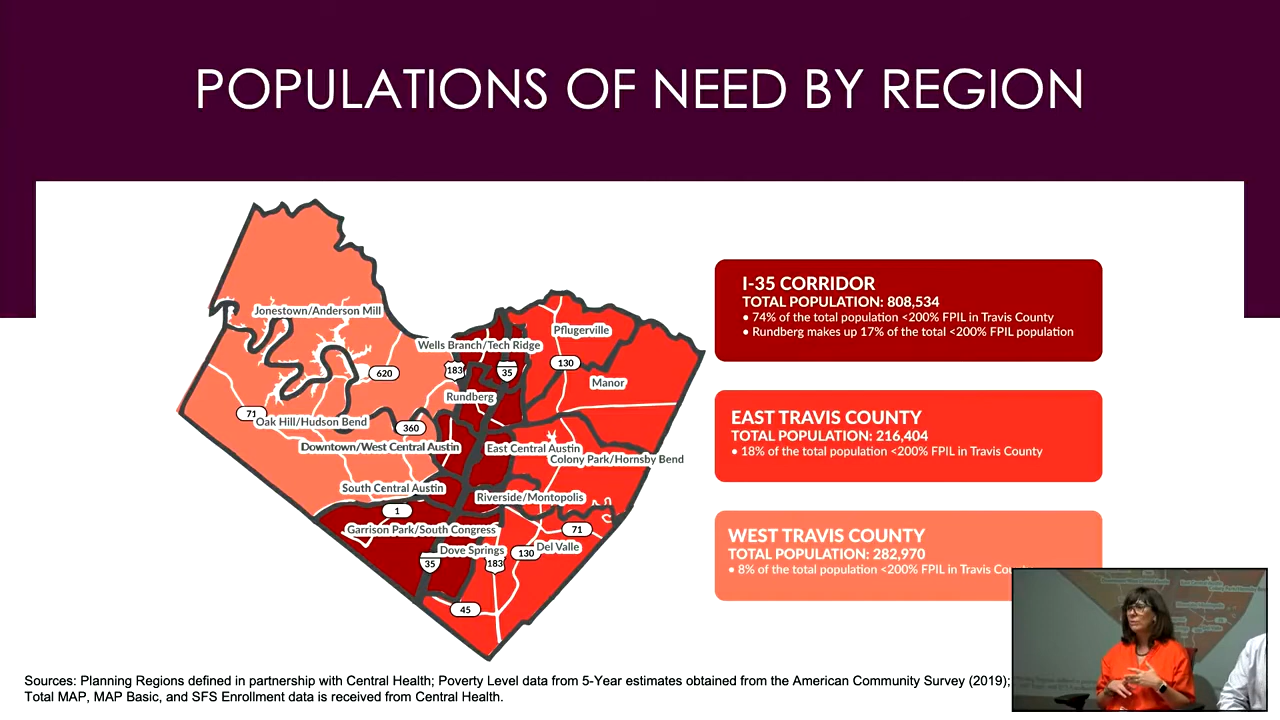 POPULATIONS OF NEED BY REGION
Jonestown/Anderson Mill
Wells Branch/Tech Ridge
Pflugerville
130
183
35
620
Manor
Rundberg
71
Oak Hill/Hudson Bend
360
Downtown/West Central Austin
East Central Austin
Colony Park/Hornsby Bend
South Central Austin
Riverside/Montopolis
1
Garrison Park/South Congress
71
Dove Springs
130
Del Valle
35
183
45
I-35 CORRIDOR
TOTAL POPULATION: 808,534
• 74% of the total population <200% FPIL in Travis County
• Rundberg makes up 17% of the total <200% FPIL population
EAST TRAVIS COUNTY
TOTAL POPULATION: 216,404
• 18% of the total population <200% FPIL in Travis County
WEST TRAVIS COUNTY
TOTAL POPULATION: 282,970
• 8% of the total population <200% FPIL in Travis
Sources: Planning Regions defined in partnership with Central Health; Poverty Level data from 5-Year estimates obtained from the American Community Survey (2019);
Total MAP, MAP Basic, and SFS Enrollment data is received from Central Health.